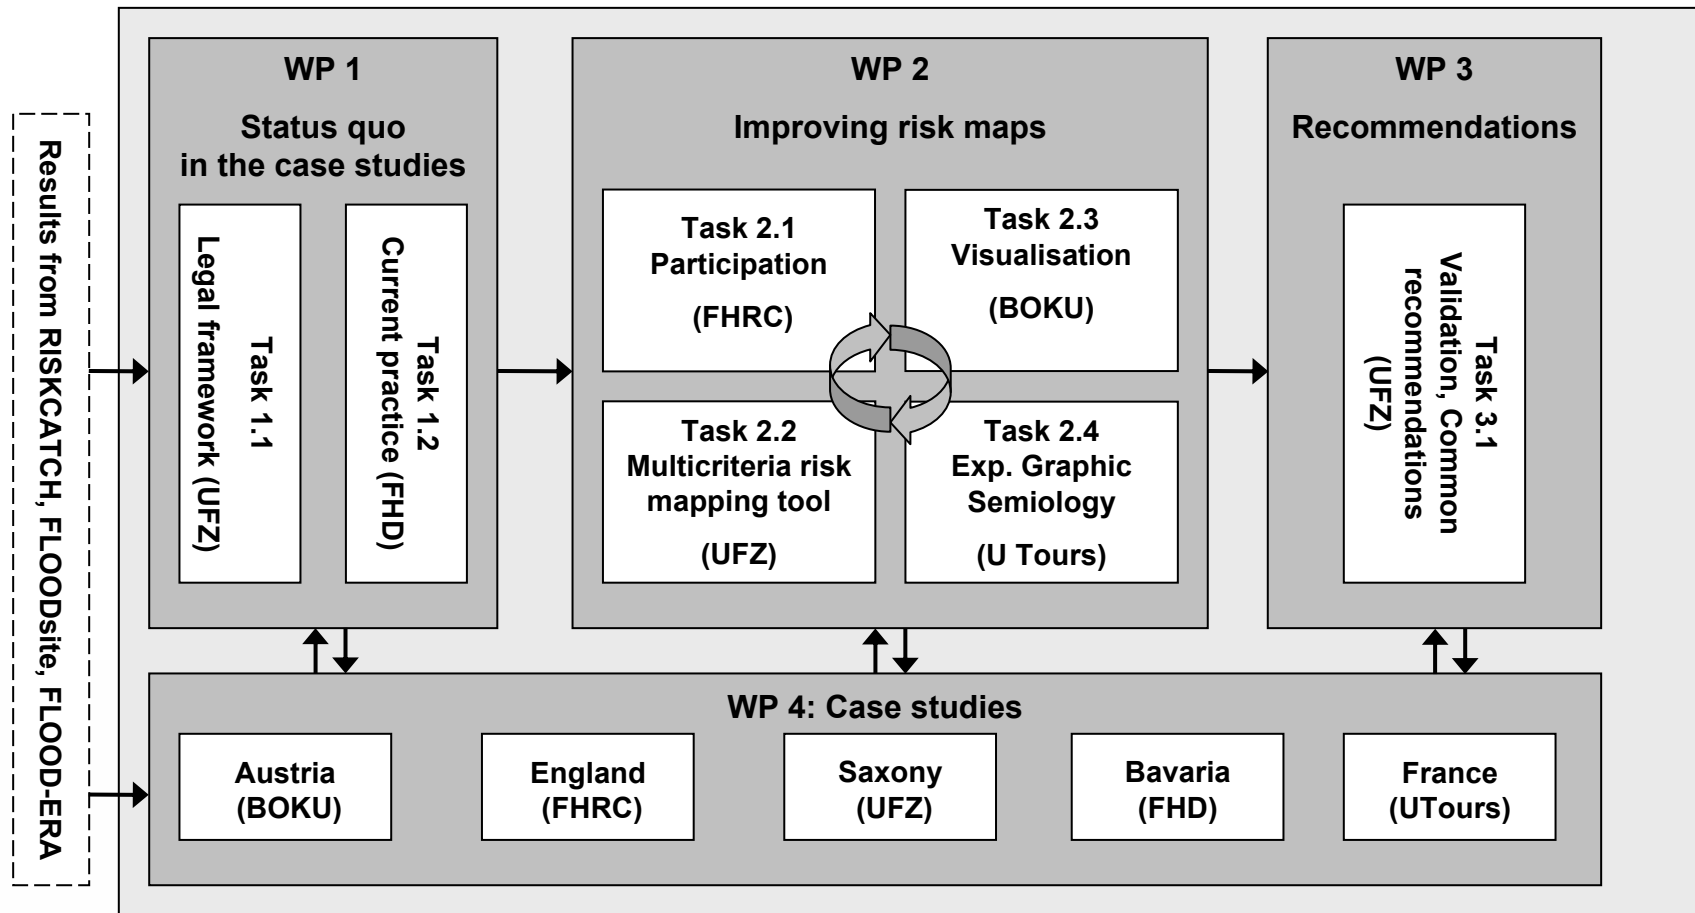 Results from RISKCATCH, FLOODsite, FLOOD-ERA
WP 1
Status quo
in the case studies
Task 1.1
Legal framework (UFZ)
Task 1.2
Current practice (FHD)
WP 2
Improving risk maps
Task 2.1
Participation
(FHRC)
Task 2.3
Visualisation
(BOKU)
Task 2.2
Multicriteria risk
mapping tool
(UFZ)
Task 2.4
Exp. Graphic
Semiology
(U Tours)
WP 3
Recommendations
Task 3.1
Validation, Common
recommendations
(UFZ)
WP 4: Case studies
Austria
(BOKU)
England
(FHRC)
Saxony
(UFZ)
Bavaria
(FHD)
France
(UTours)